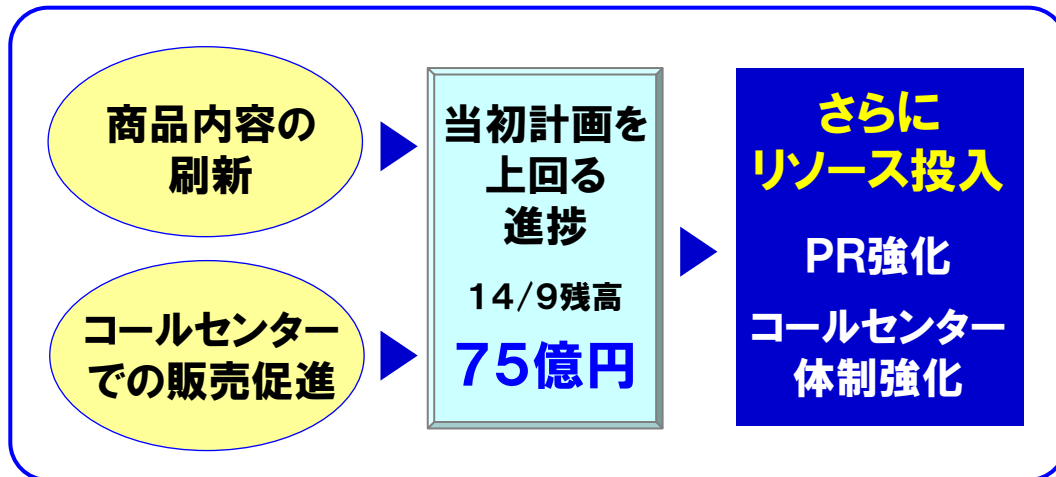 商品内容の
刷新
コールセンター
での販売促進
当初計画を
上回る
進捗
14/9残高
75億円
さらに
リソース投入
PR強化
コールセンター
体制強化